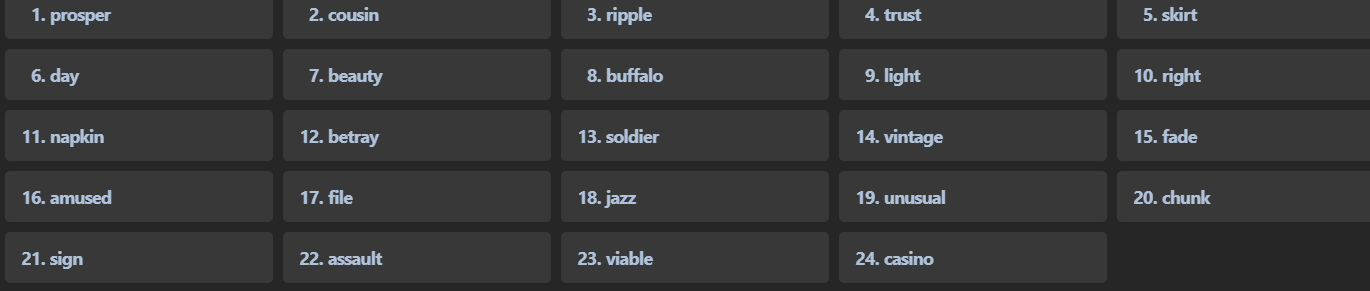 1. prosper 2. cousin 3. ripple 4. trust 5. skirt
6. day 7. beauty 8. buffalo 9. light 10. right
11. napkin 12. betray 13. soldier 14. vintage 15. fade
16. amused 17. file 18. jazz 19. unusual 20. chunk
21. sign 22. assault 23. viable 24. casino